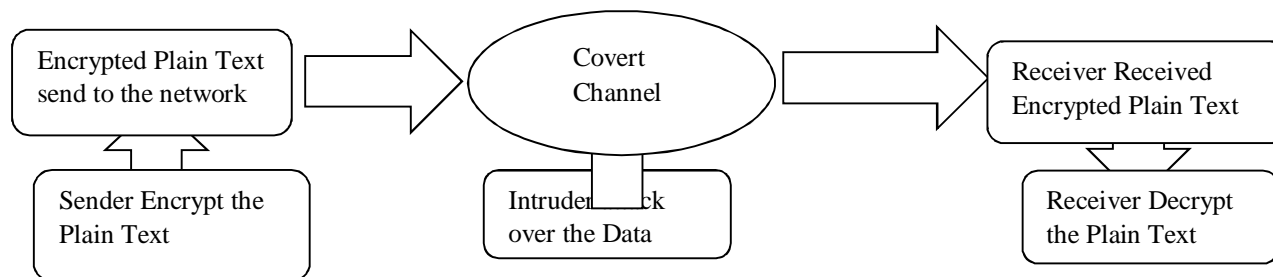 Encrypted Plain Text
send to the network
Covert
Channel
Receiver Received
Encrypted Plain Text
Sender Encrypt the
Plain Text
Intruder
over the Data
Receiver Decrypt
the Plain Text